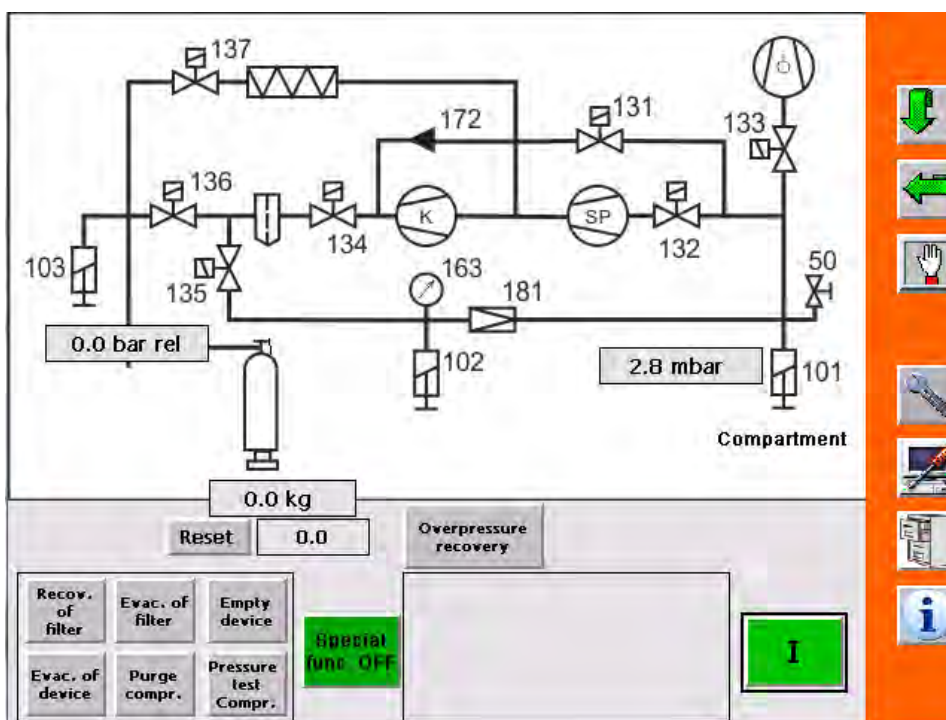 137
172
131
133
136
K
SP
134
132
103
135
163
181
50
0.0 bar rel
102
2.8 mbar
101
Compartment
0.0 kg
Reset
0.0
Overpressure
recovery
Recov.
of
filter
Evac. of
filter
Empty
device
Special
func. OFF
Evac. of
device
Purge
compr.
Pressure
test
Compr.
I
i